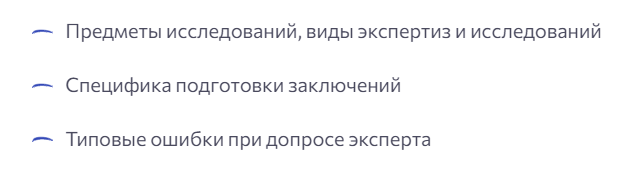 Предметы исследований, виды экспертиз и исследований
Специфика подготовки заключений
Типовые ошибки при допросе эксперта